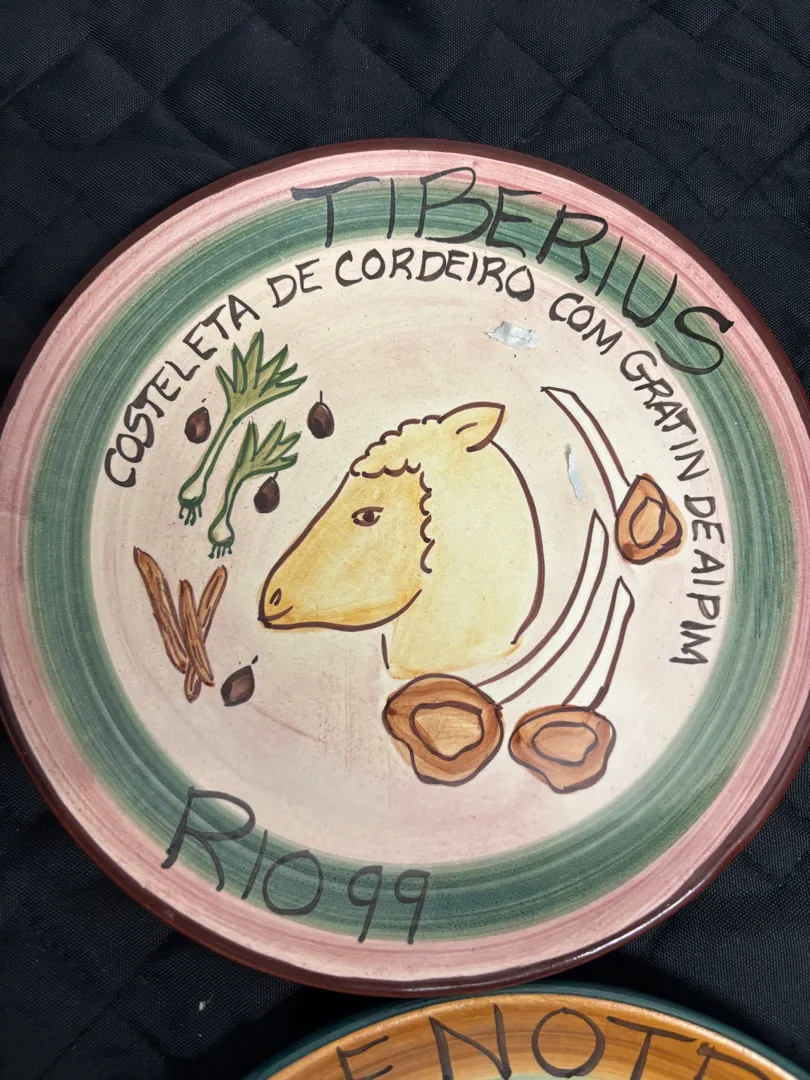 TIBERIUS
COSTELETA DE CORDEIRO COM GRATIN DE AIPIM
RIO 99